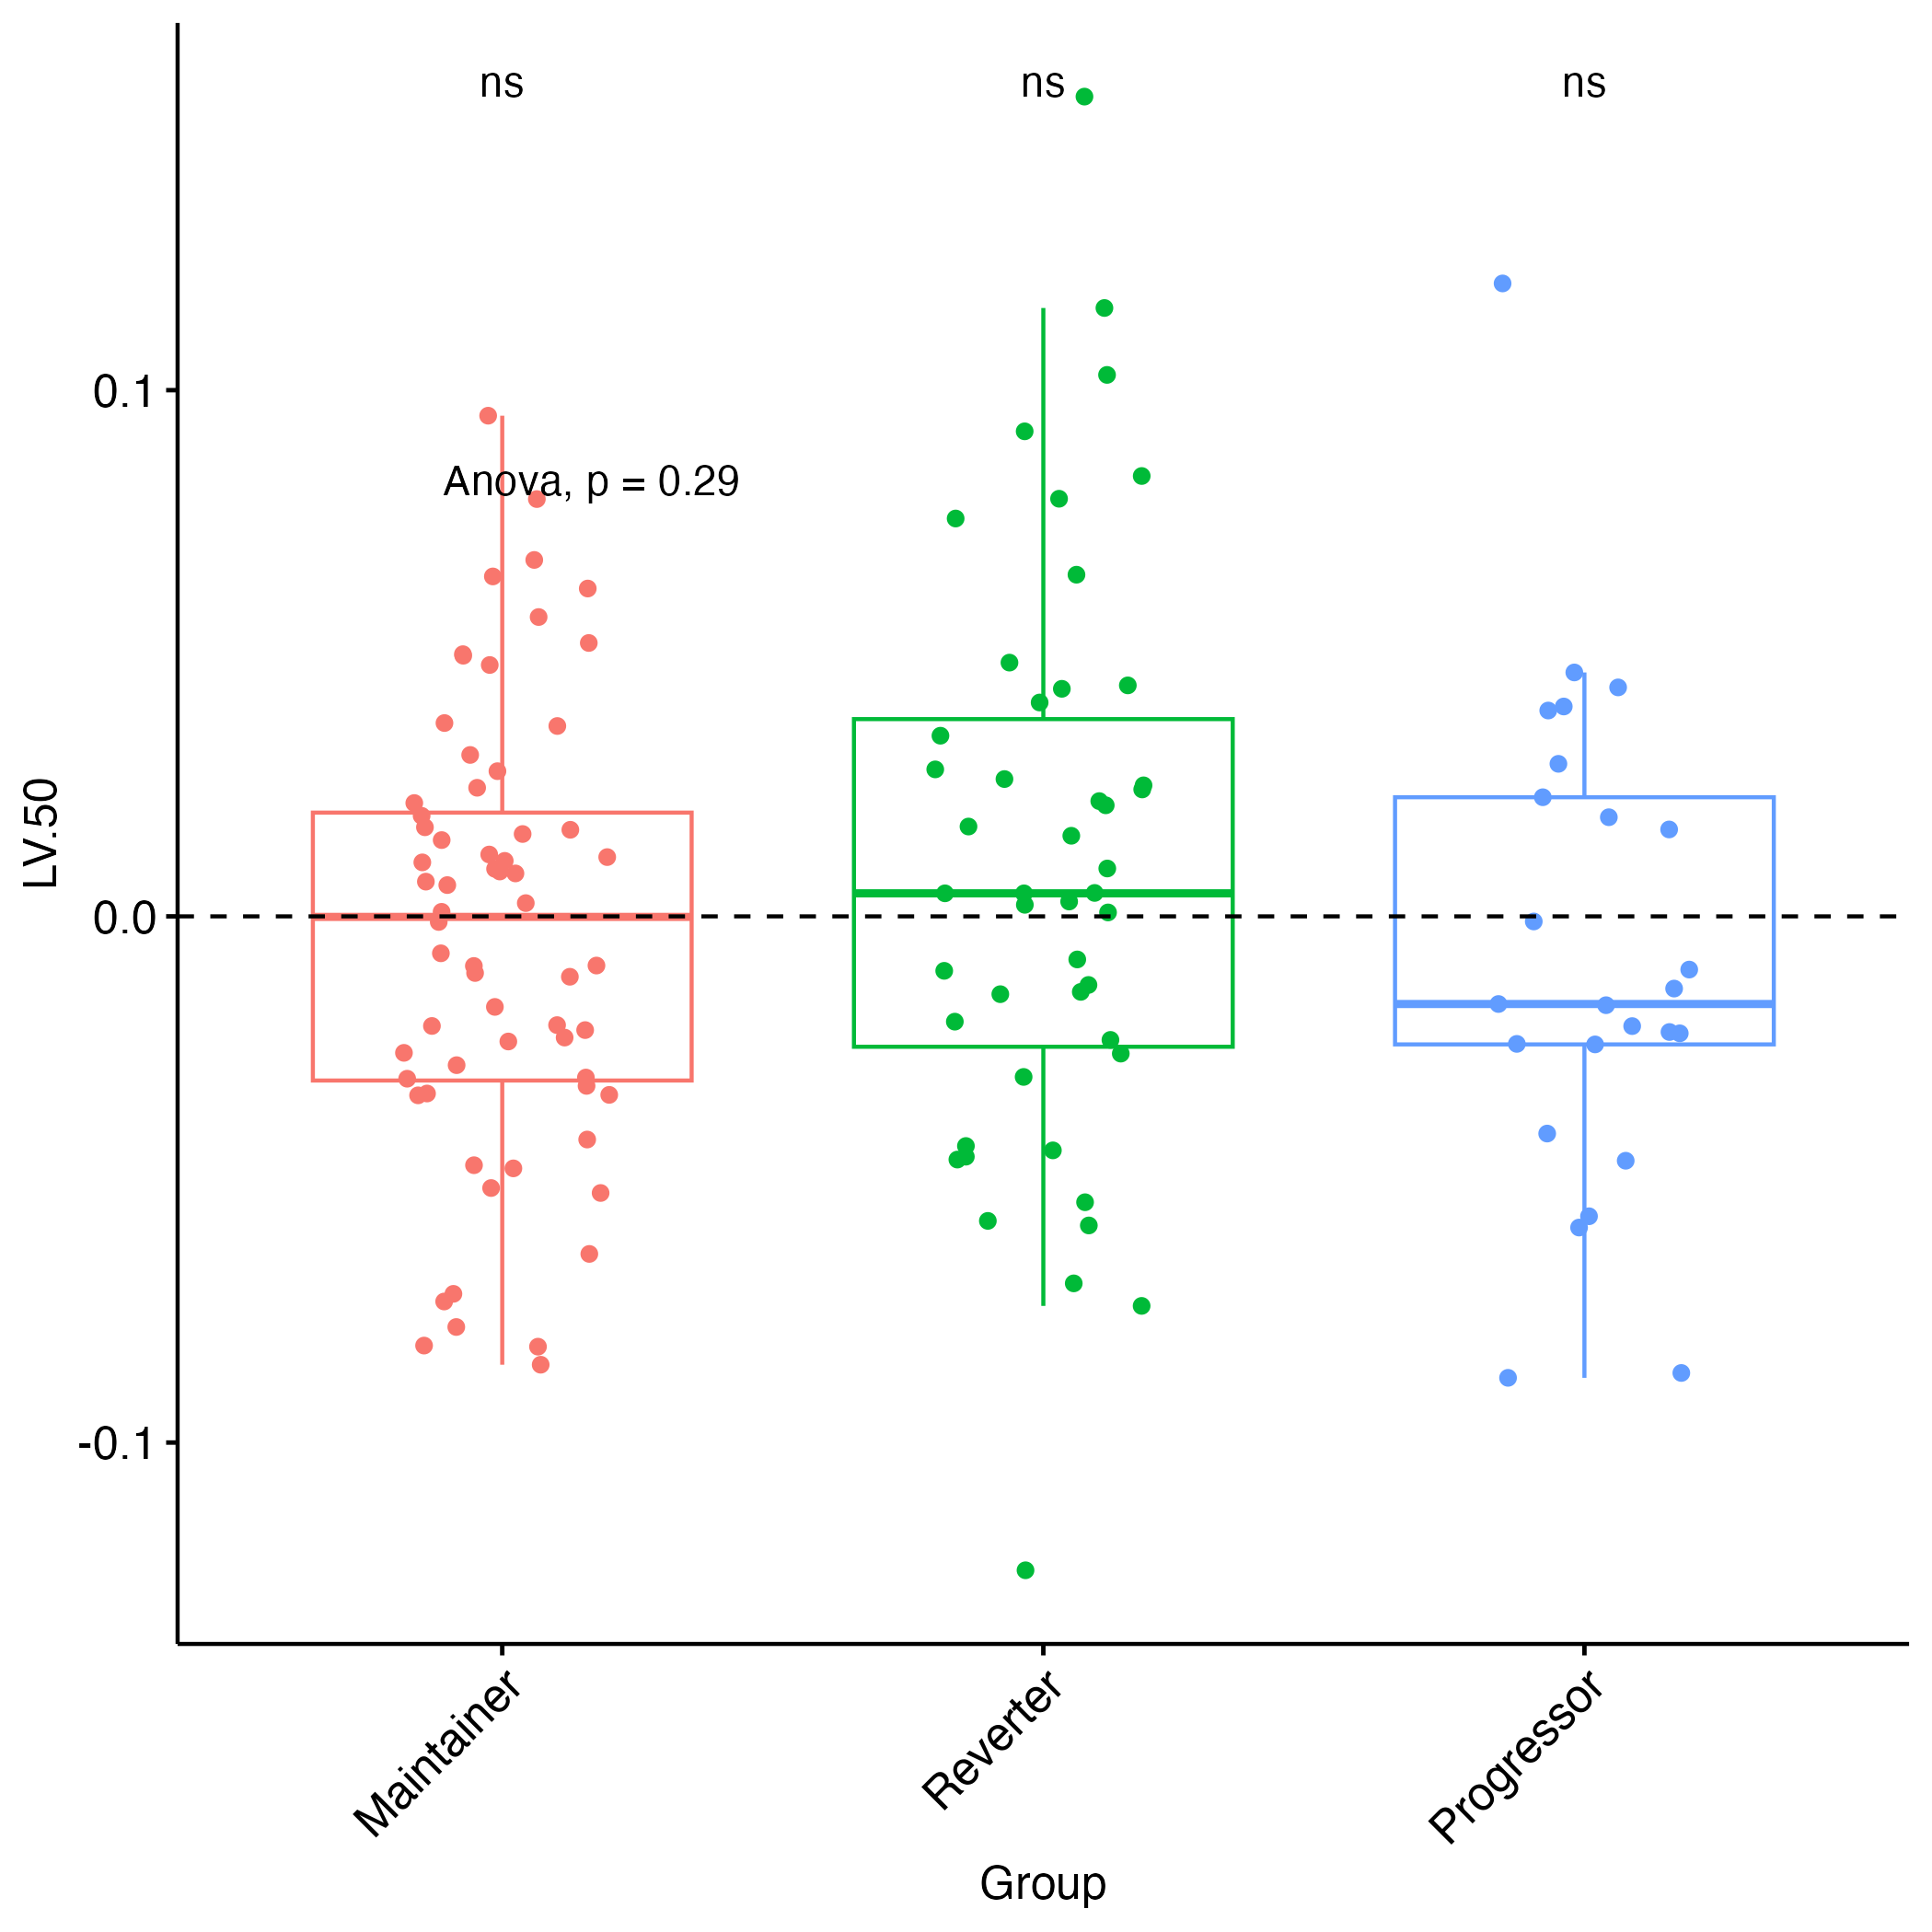 ns ns ns
0.1
Anova, p = 0.29
LV.50
0.0
-0.1
Maintainer Reverter Progressor
Group